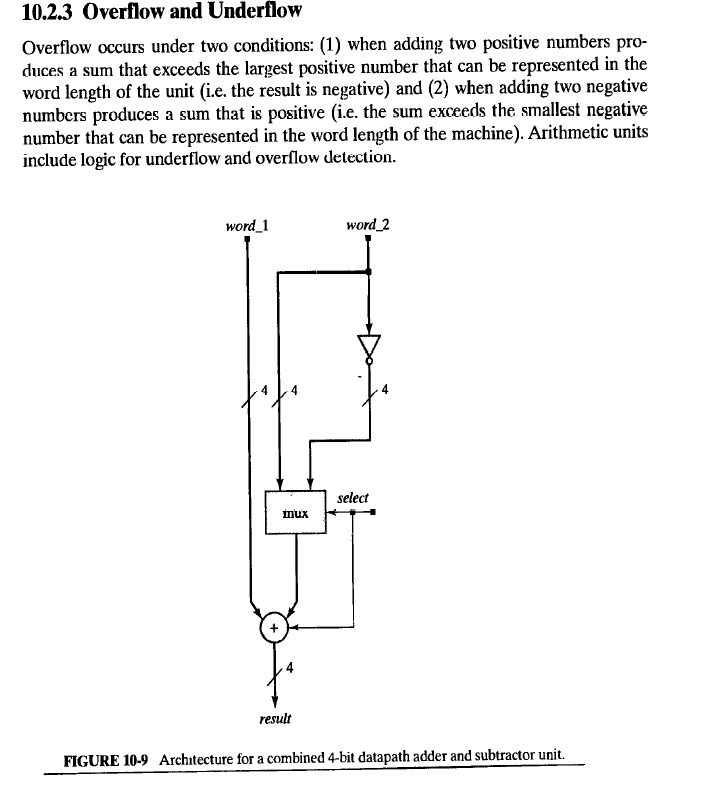 10.2.3 Overflow and Underflow
Overflow occurs under two conditions: (1) when adding two positive numbers pro-
duces a sum that exceeds the largest positive number that can be represented in the
word length of the unit (i.e. the result is negative) and (2) when adding two negative
numbers produces a sum that is positive (i.e. the sum exceeds the smallest negative
number that can be represented in the word length of the machine). Arithmetic units
include logic for underflow and overflow detection.
word_1
word_2
4
4
4
select
mux
+
4
result
FIGURE 10-9 Architecture for a combined 4-bit datapath adder and subtractor unit.